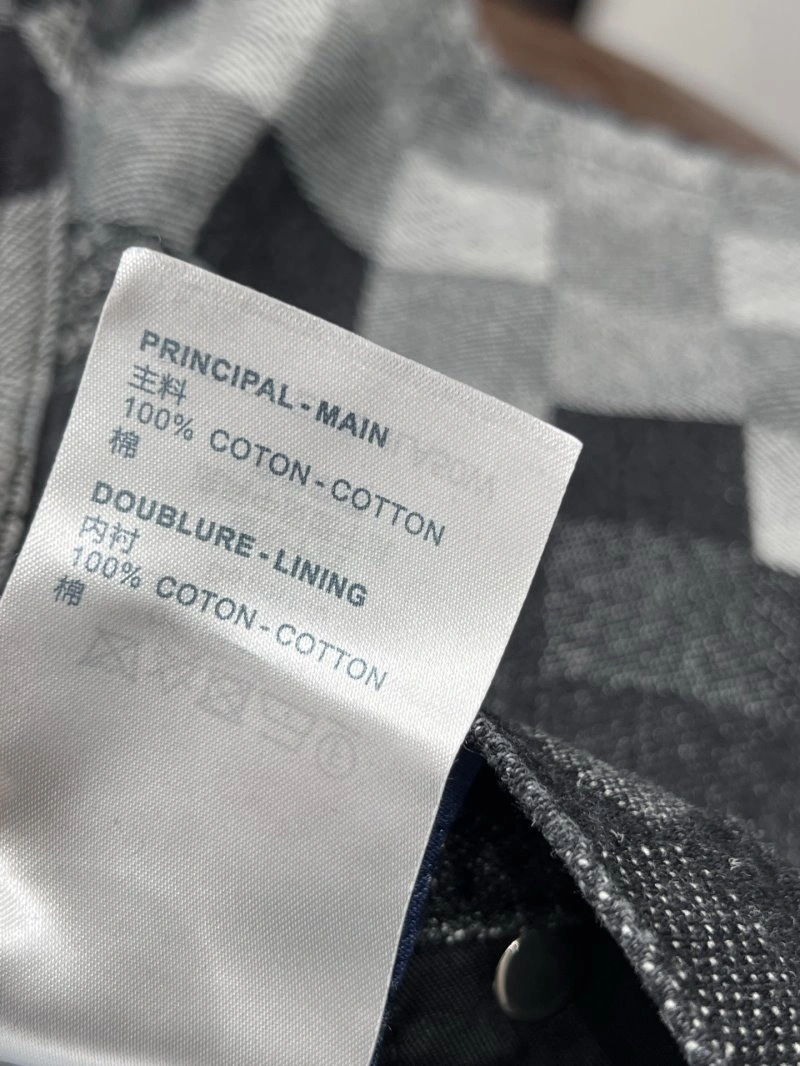 PRINCIPAL - MAIN
主料
100% COTON - COTTON
棉
DOUBLURE - LINING
内衬
100% COTON - COTTON
棉